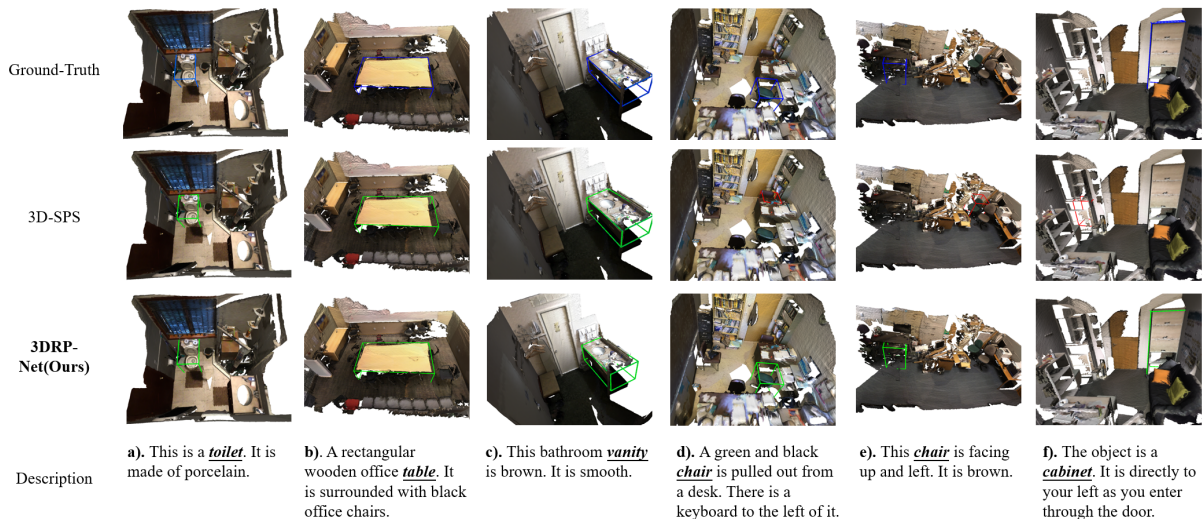 Ground-Truth
3D-SPS
3DRP-
Net(Ours)
Description
a). This is a toilet. It is
made of porcelain.
b). A rectangular
wooden office table. It
is surrounded with black
office chairs.
c). This bathroom vanity
is brown. It is smooth.
d). A green and black
chair is pulled out from
a desk. There is a
keyboard to the left of it.
e). This chair is facing
up and left. It is brown.
f). The object is a
cabinet. It is directly to
your left as you enter
through the door.